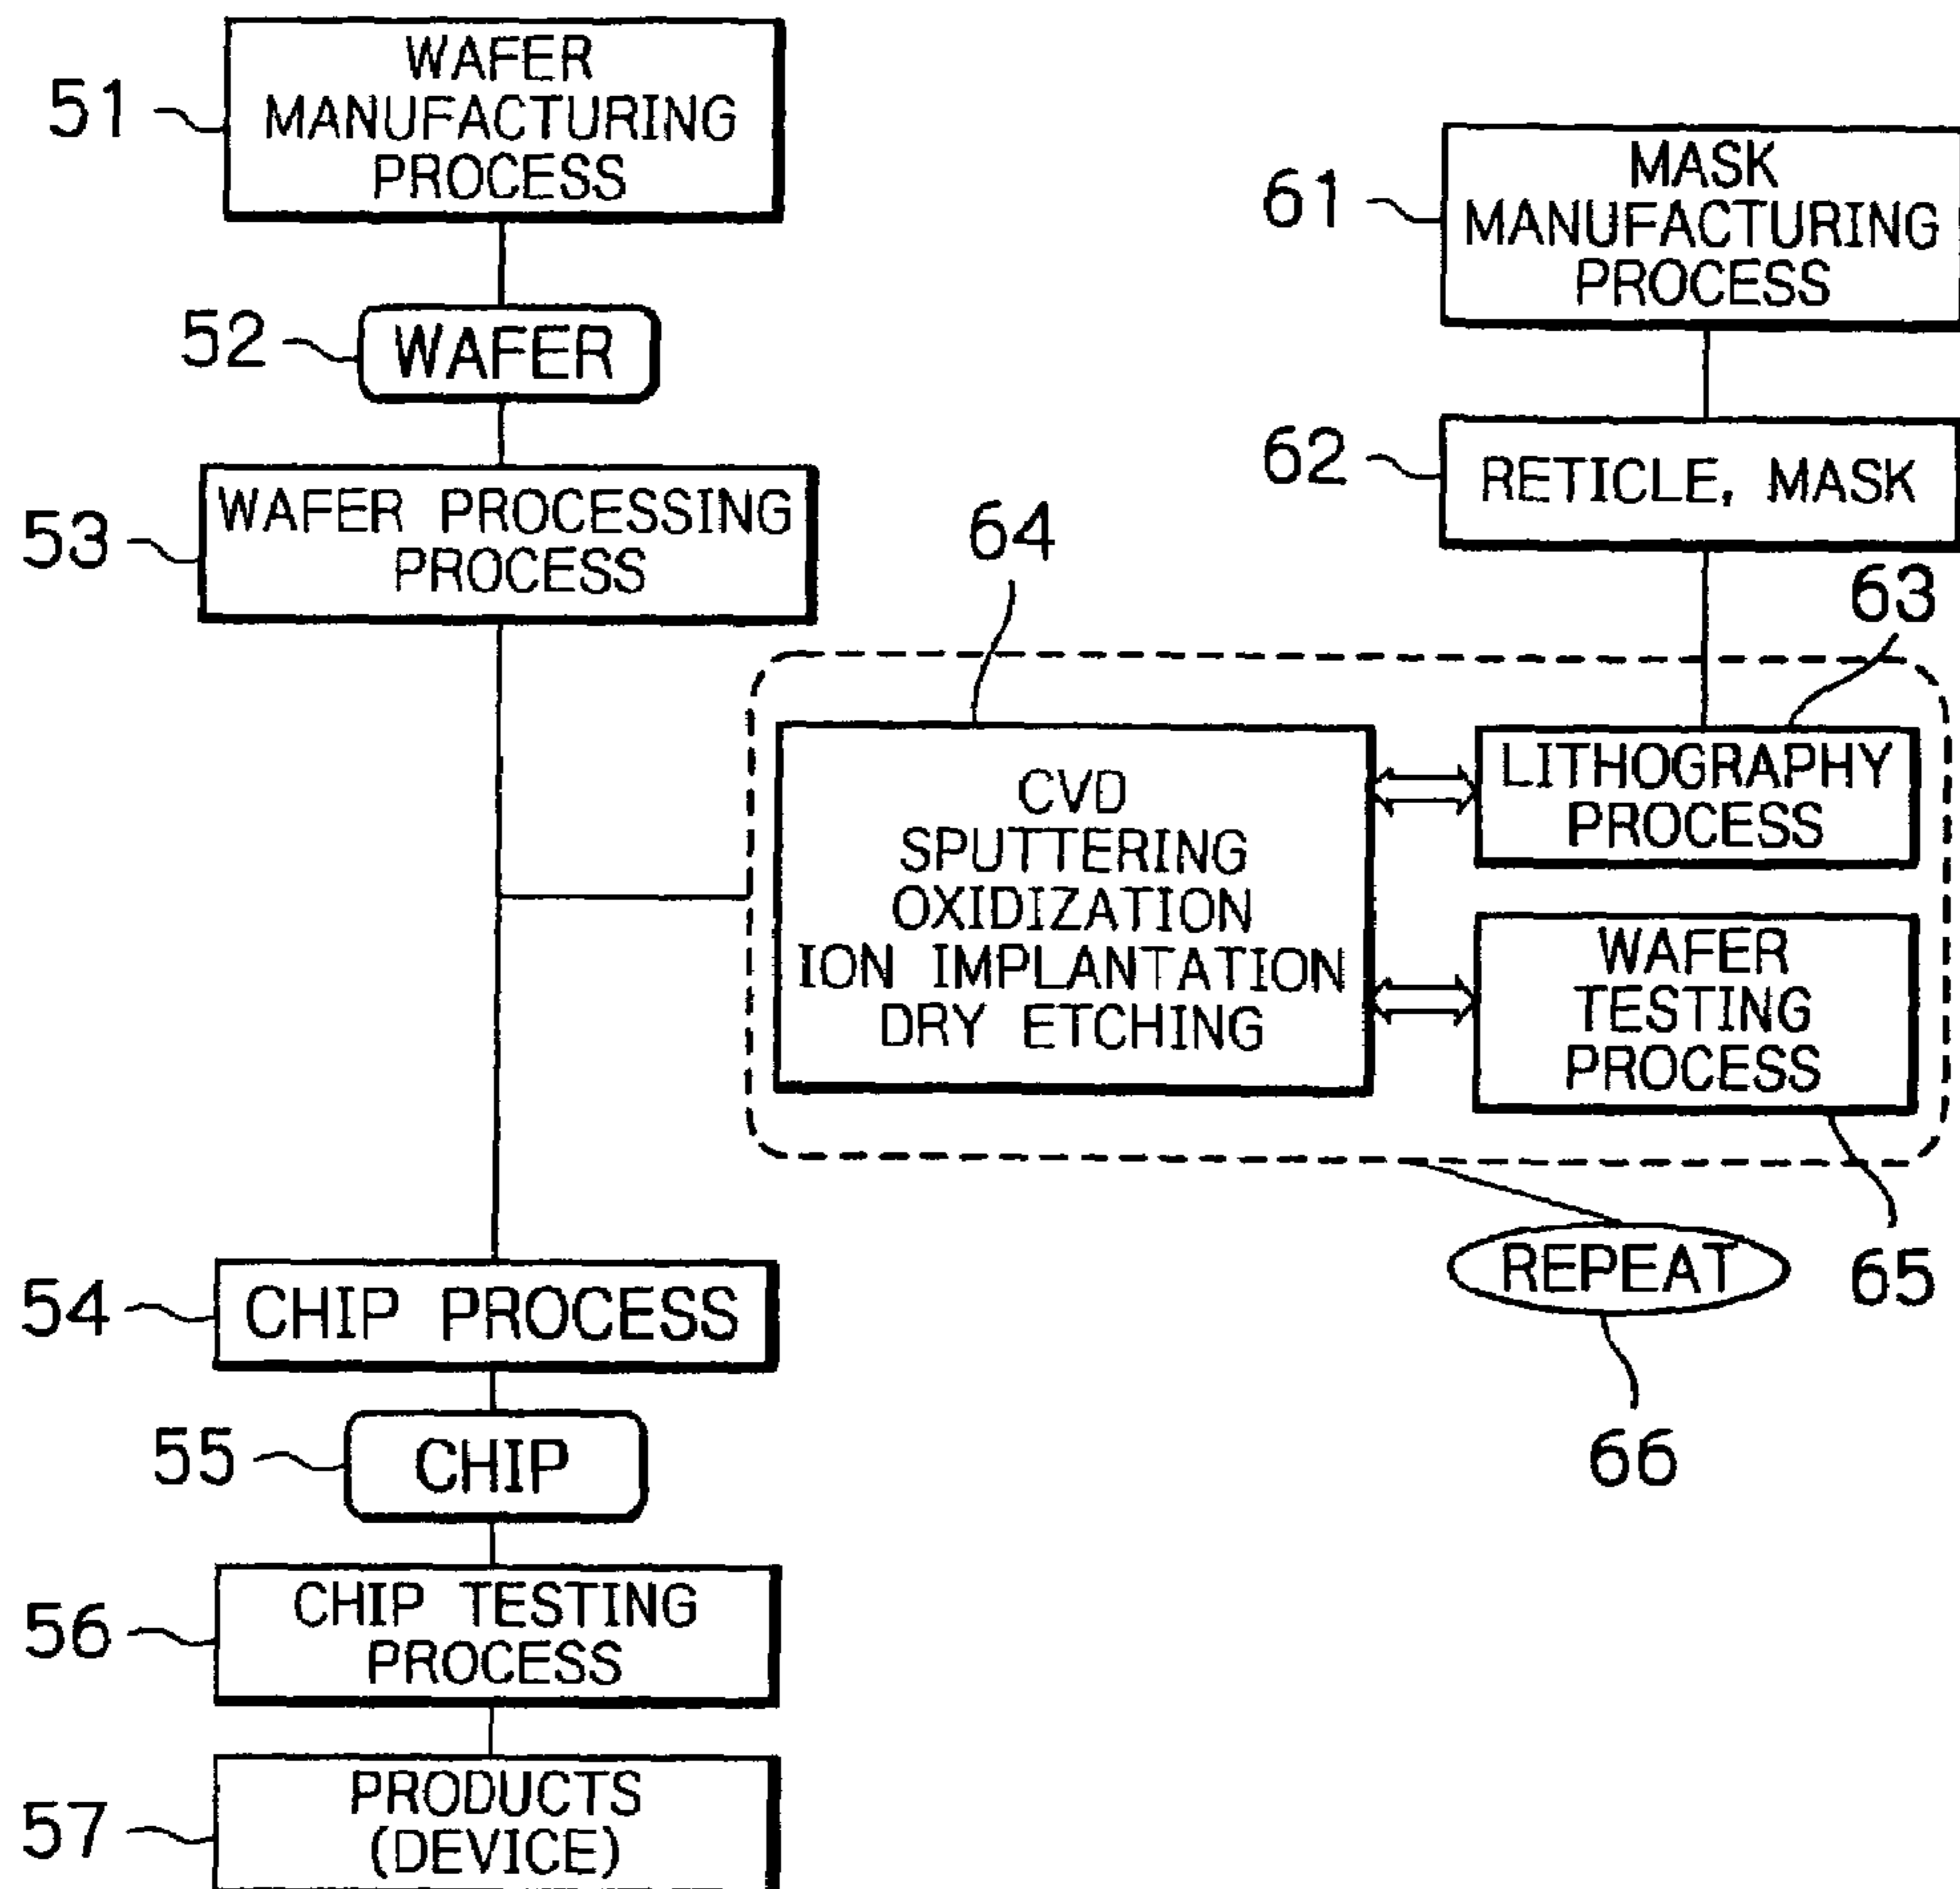 51
WAFER
MANUFACTURING
PROCESS
52
WAFER
53
WAFER PROCESSING
PROCESS
61
MASK
MANUFACTURING
PROCESS
62
RETICLE, MASK
63
64
CVD
SPUTTERING
OXIDIZATION
ION IMPLANTATION
DRY ETCHING
LITHOGRAPHY
PROCESS
WAFER
TESTING
PROCESS
65
REPEAT
66
54
CHIP PROCESS
55
CHIP
56
CHIP TESTING
PROCESS
57
PRODUCTS
(DEVICE)